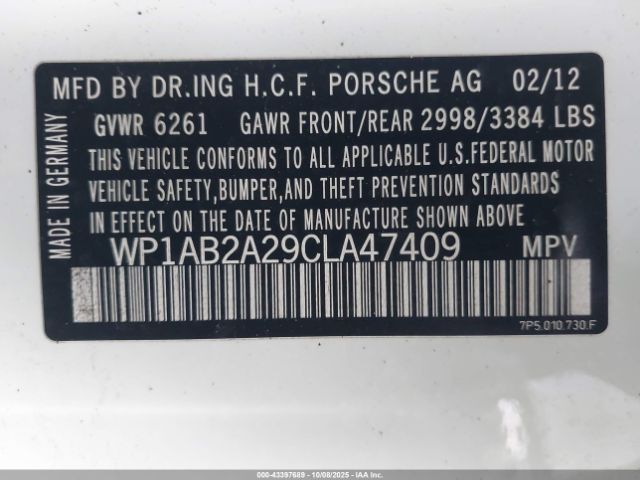 MFD BY DR.ING H.C.F. PORSCHE AG 02/12
GVWR 6261 GAWR FRONT/REAR 2998/3384 LBS
THIS VEHICLE CONFORMS TO ALL APPLICABLE U.S.FEDERAL MOTOR
VEHICLE SAFETY,BUMPER,AND THEFT PREVENTION STANDARDS
IN EFFECT ON THE DATE OF MANUFACTURE SHOWN ABOVE
WP1AB2A29CLA47409 MPV
7P5.010.730.F
MADE IN GERMANY
000-43397689 - 10/08/2025 - IAAI.COM